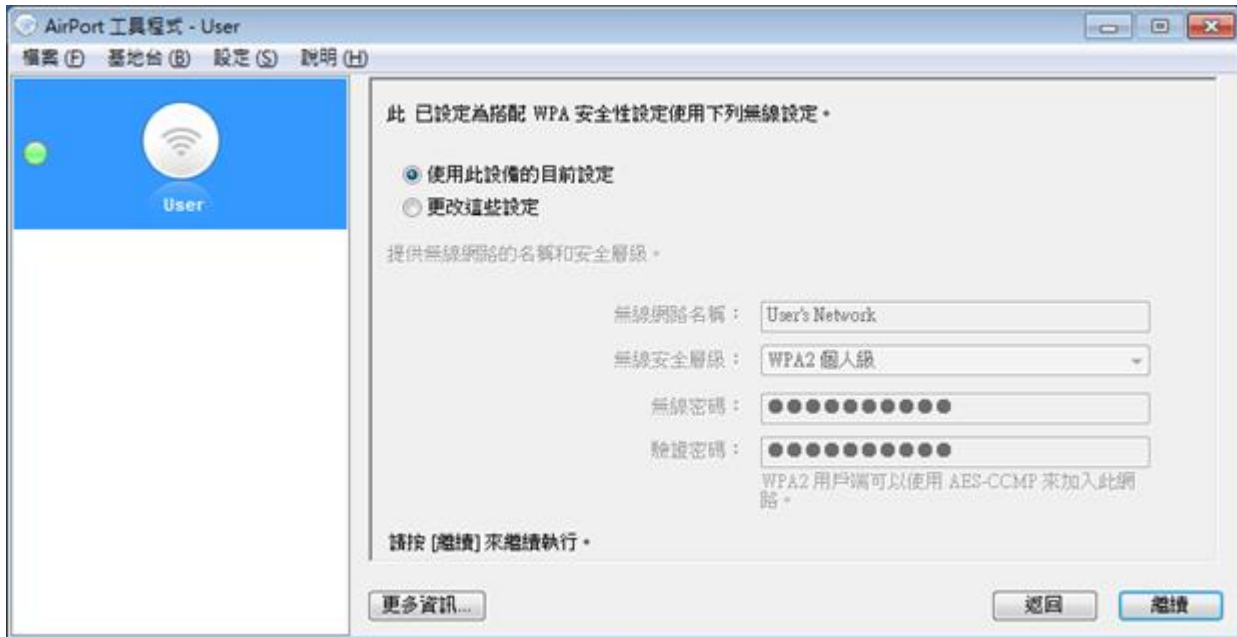 AirPort 工具程式 - User
檔案(F) 基地台(B) 設定(S) 說明(H)
User
此 已設定為搭配 WPA 安全性設定使用下列無線設定。
使用此設備的目前設定
更改這些設定
提供無線網路的名稱和安全層級。
無線網路名稱： User's Network
無線安全層級： WPA2 個人級
無線密碼： ●●●●●●●●●●
驗證密碼： ●●●●●●●●●●
WPA2 用戶端可以使用 AES-CCMP 來加入此網
路。
請按 [繼續] 來繼續執行。
更多資訊... 返回 繼續